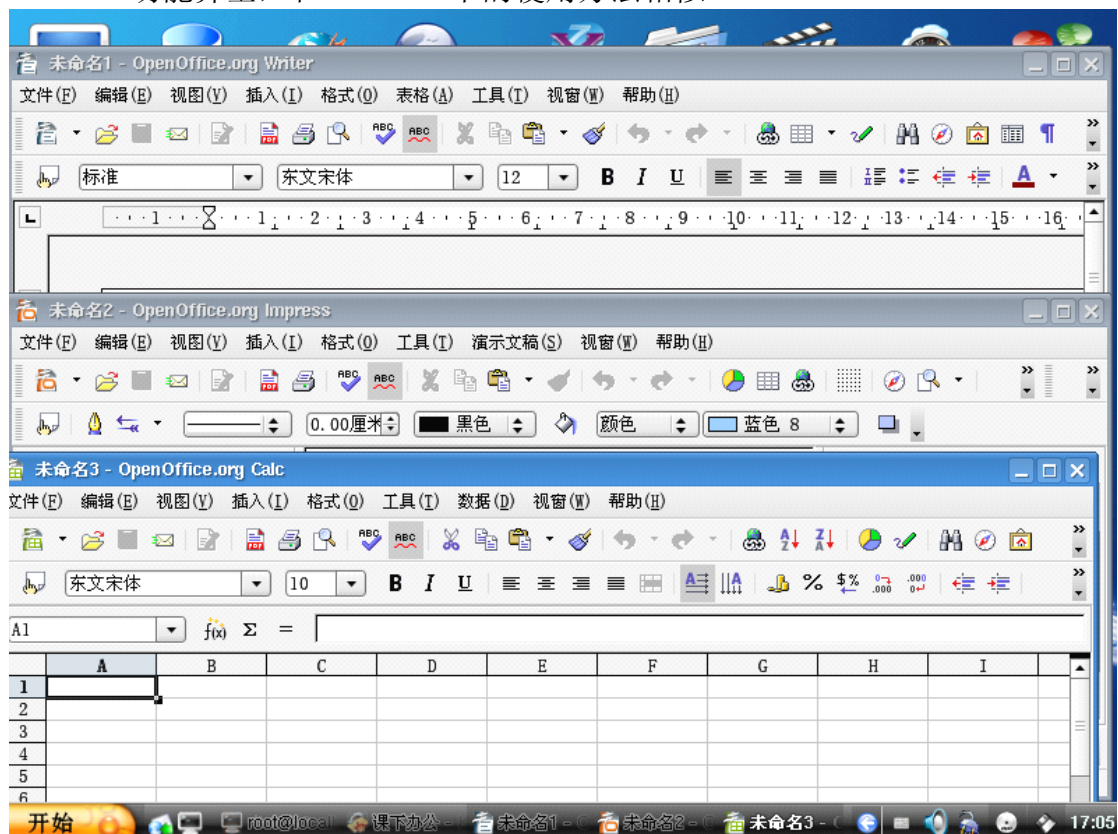 未命名1 - OpenOffice.org Writer
文件(F) 编辑(E) 视图(V) 插入(I) 格式(O) 表格(A) 工具(T) 视窗(W) 帮助(H)
标准 东文宋体 12 B I U
1 1 2 3 4 5 6 7 8 9 10 11 12 13 14 15 16
未命名2 - OpenOffice.org Impress
文件(F) 编辑(E) 视图(V) 插入(I) 格式(O) 工具(T) 演示文稿(S) 视窗(W) 帮助(H)
0.00厘米 黑色 颜色 蓝色 8
未命名3 - OpenOffice.org Calc
文件(F) 编辑(E) 视图(V) 插入(I) 格式(O) 工具(T) 数据(D) 视窗(W) 帮助(H)
东文宋体 10 B I U
A1 f(x) Σ =
A B C D E F G H I
1
2
3
4
5
6
开始 root@local 课下办公 - 未命名1 - 未命名2 - 未命名3 - 17:05